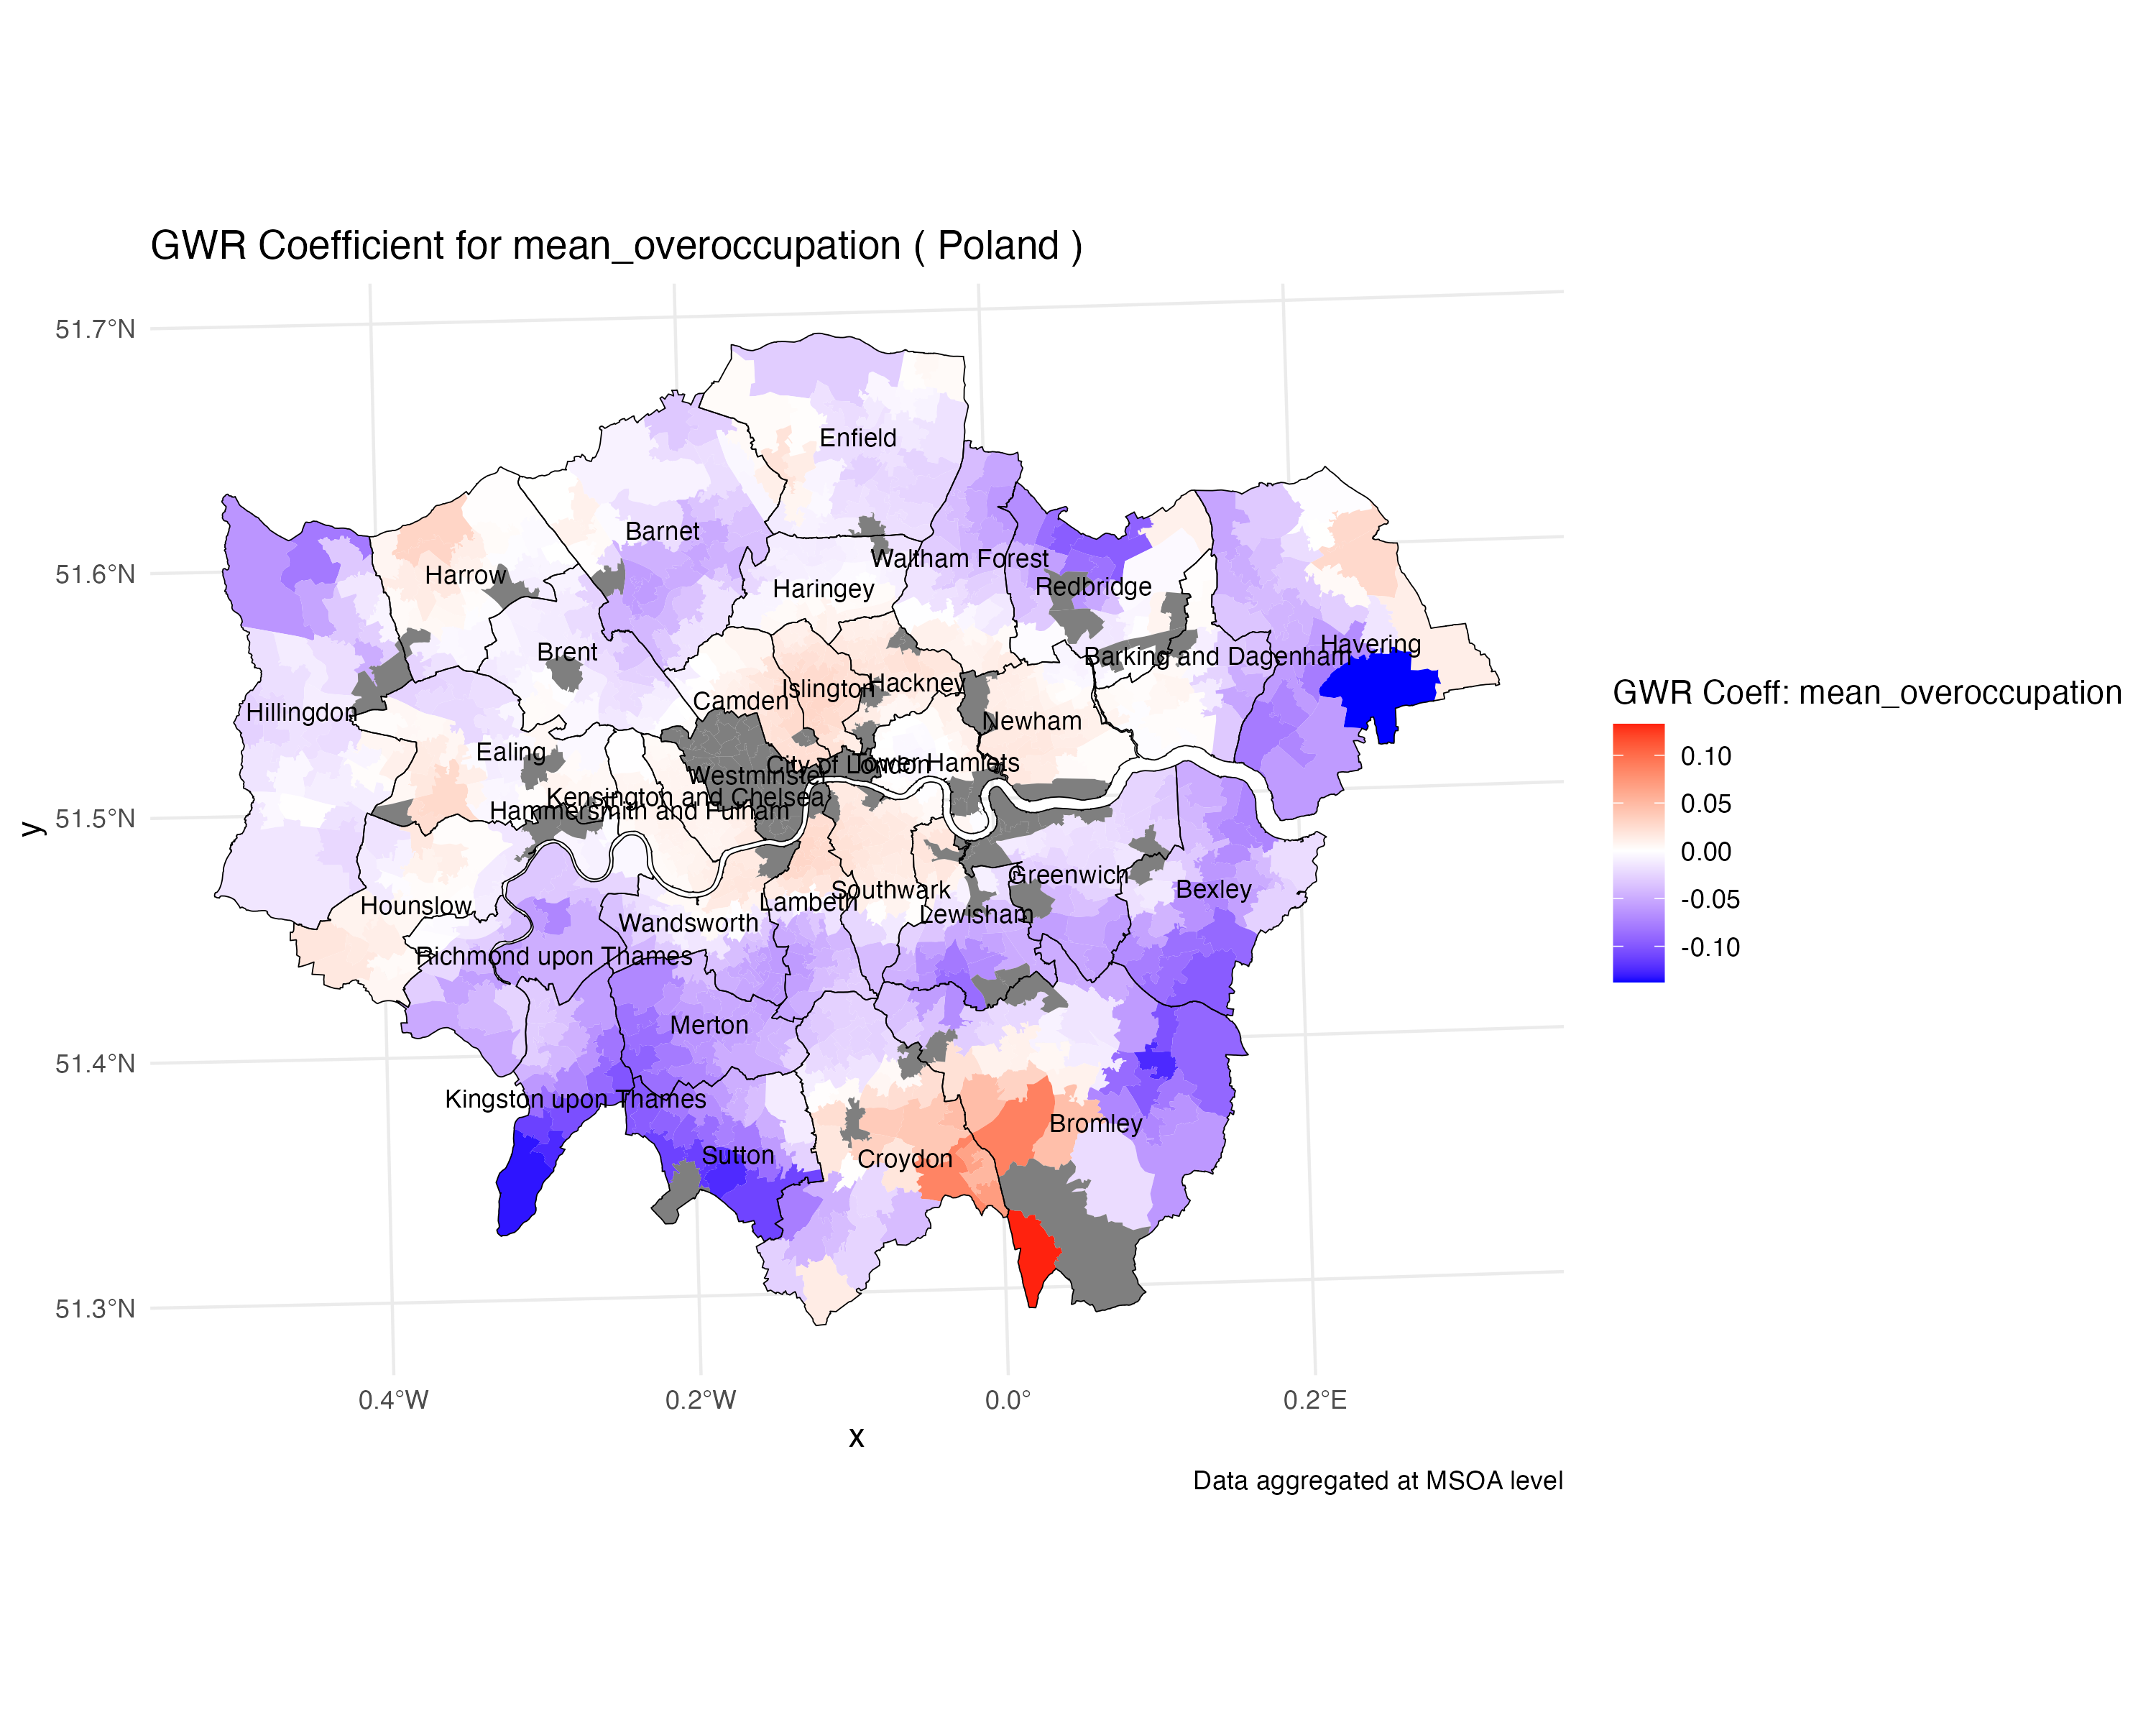 GWR Coefficient for mean_overoccupation ( Poland )
51.7°N
51.6°N
51.5°N
51.4°N
51.3°N
y
Enfield
Barnet
Waltham Forest
Harrow
Haringey
Redbridge
Brent
Havering
Barking and Dagenham
Islington
Hackney
Camden
Hillingdon
Newham
Ealing
City of London
Tower Hamlets
Westminster
Kensington and Chelsea
Hammersmith and Fulham
Greenwich
Southwark
Bexley
Lambeth
Hounslow
Lewisham
Wandsworth
Richmond upon Thames
Merton
Kingston upon Thames
Bromley
Sutton
Croydon
0.4°W
0.2°W
0.0°
0.2°E
x
GWR Coeff: mean_overoccupation
0.10
0.05
0.00
-0.05
-0.10
Data aggregated at MSOA level